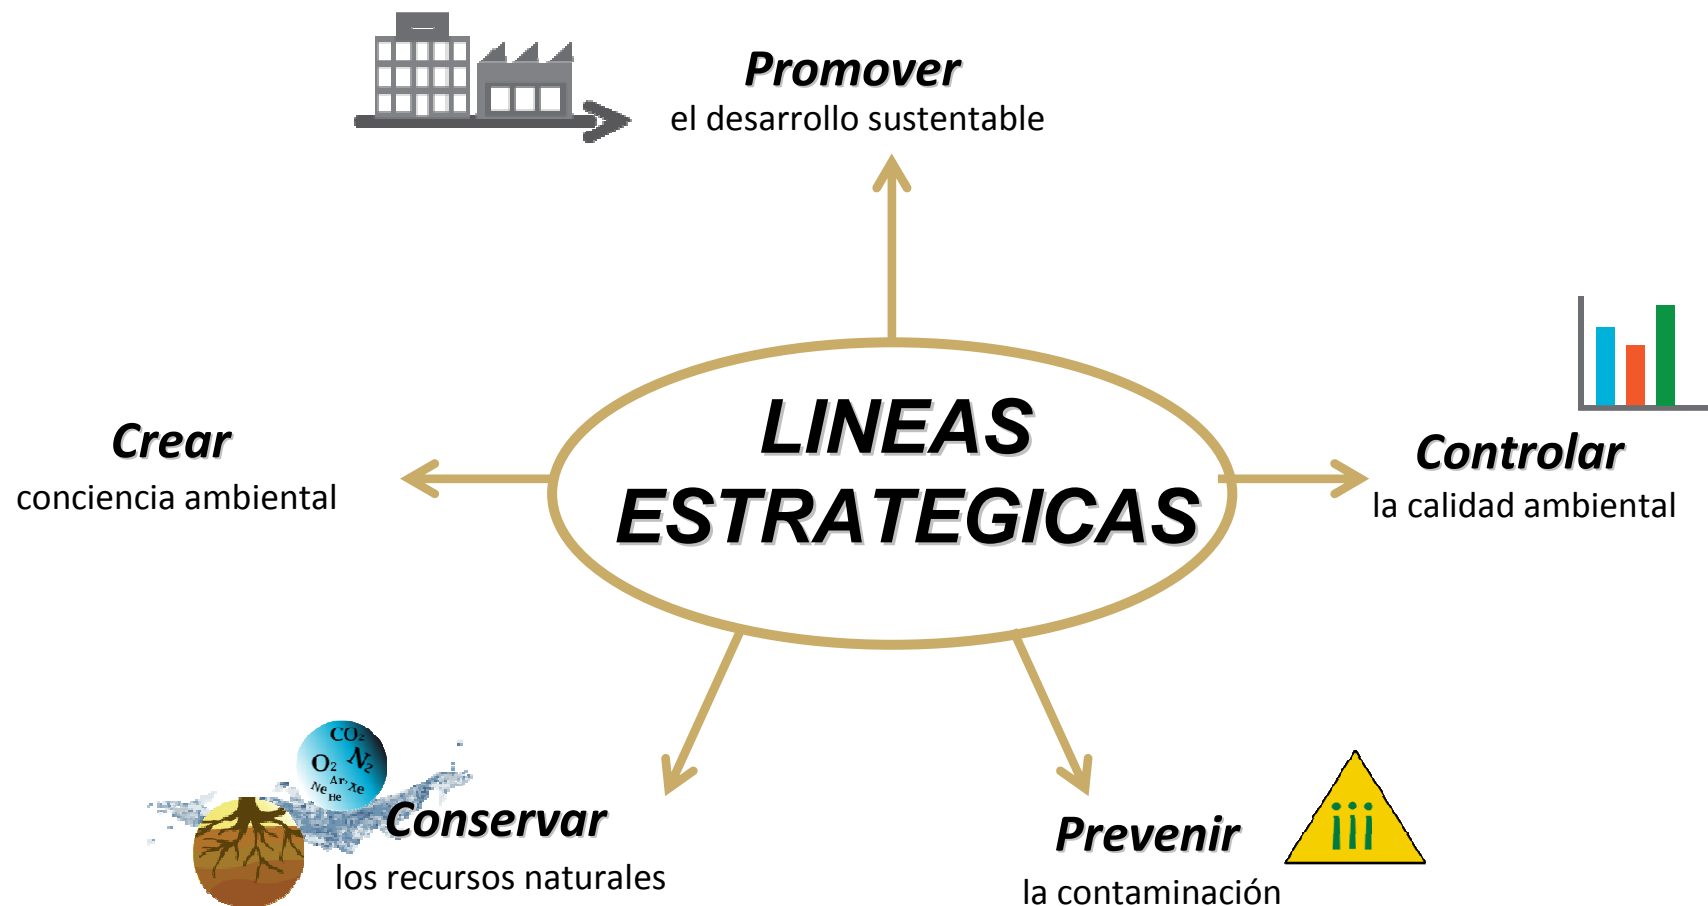 Promover
el desarrollo sustentable
LINEAS
ESTRATEGICAS
Crear
conciencia ambiental
Controlar
la calidad ambiental
CO2
O2 N2
Ar, Xe
Ne He
Conservar
los recursos naturales
Prevenir
la contaminación
¡¡¡